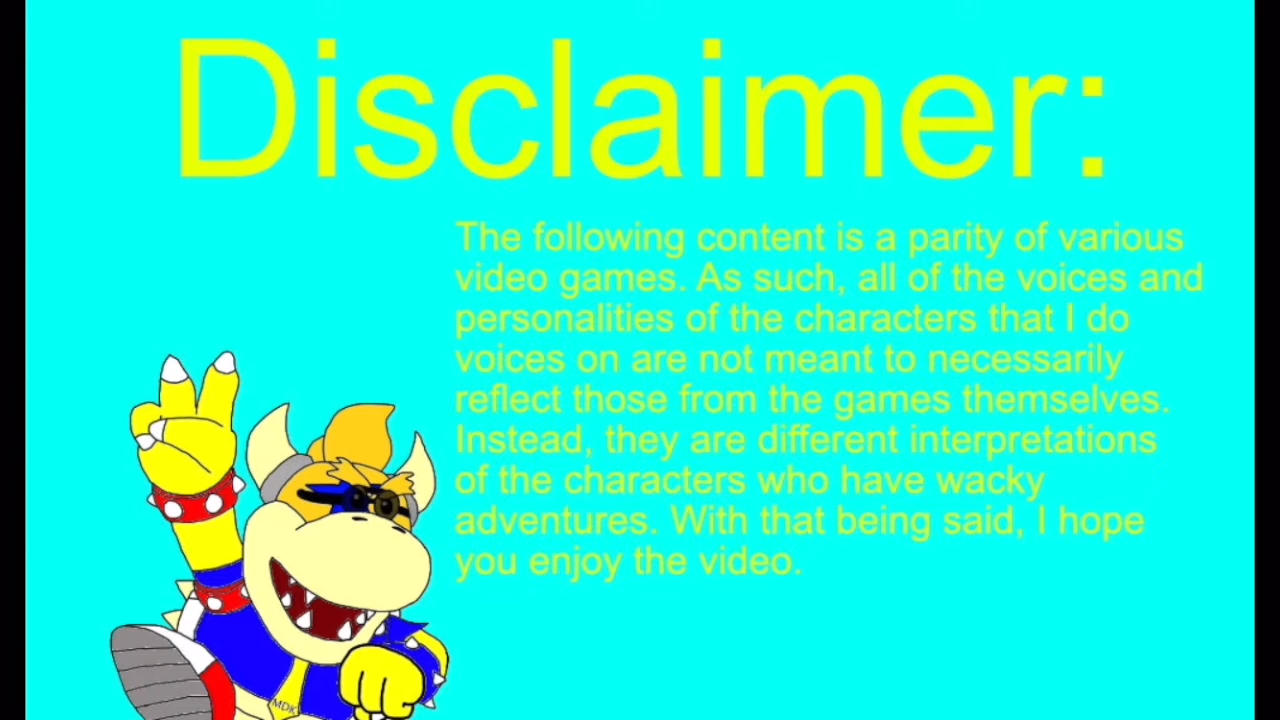 Disclaimer:
The following content is a parity of various
video games. As such, all of the voices and
personalities of the characters that I do
voices on are not meant to necessarily
reflect those from the games themselves.
Instead, they are different interpretations
of the characters who have wacky
adventures. With that being said, I hope
you enjoy the video.
MDK